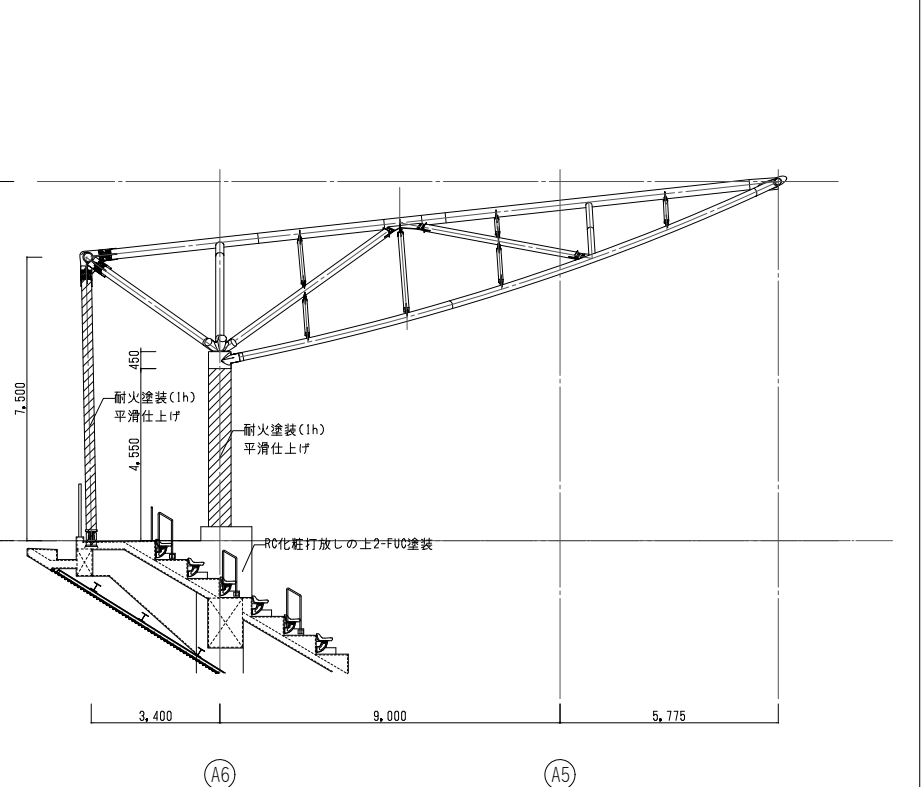 450
7,500
耐火塗装(1h)
平滑仕上げ
耐火塗装(1h)
平滑仕上げ
4,550
RC化粧打放しの上2-FUC塗装
3,400
9,000
5,775
A6
A5